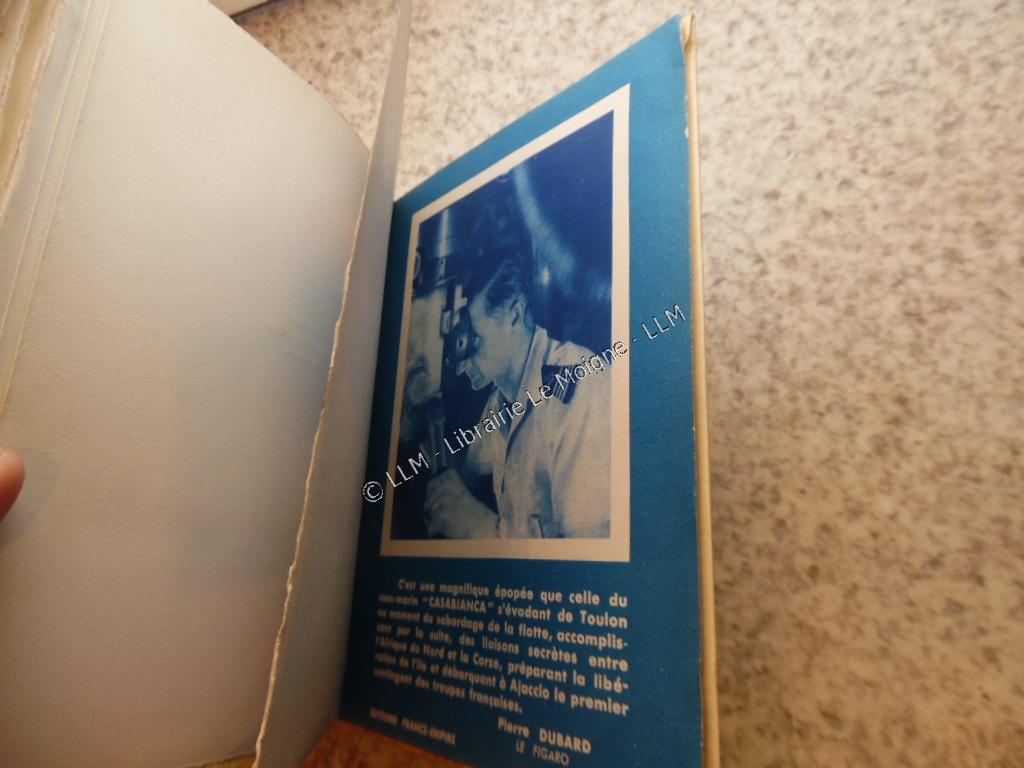 © LLM - Librairie Le Moigne - LLM
C'est une magnifique épopée que celle du
sous-marin "CASABIANCA" s'évadant de Toulon
au moment du sabordage de la flotte, accomplis-
sant par la suite, des liaisons secrètes entre
l'Afrique du Nord et la Corse, préparant la libé-
ration de l'île et débarquant à Ajaccio le premier
contingent des troupes françaises.
Pierre DUBARD
LE FIGARO
EDITIONS FRANCE-EMPIRE